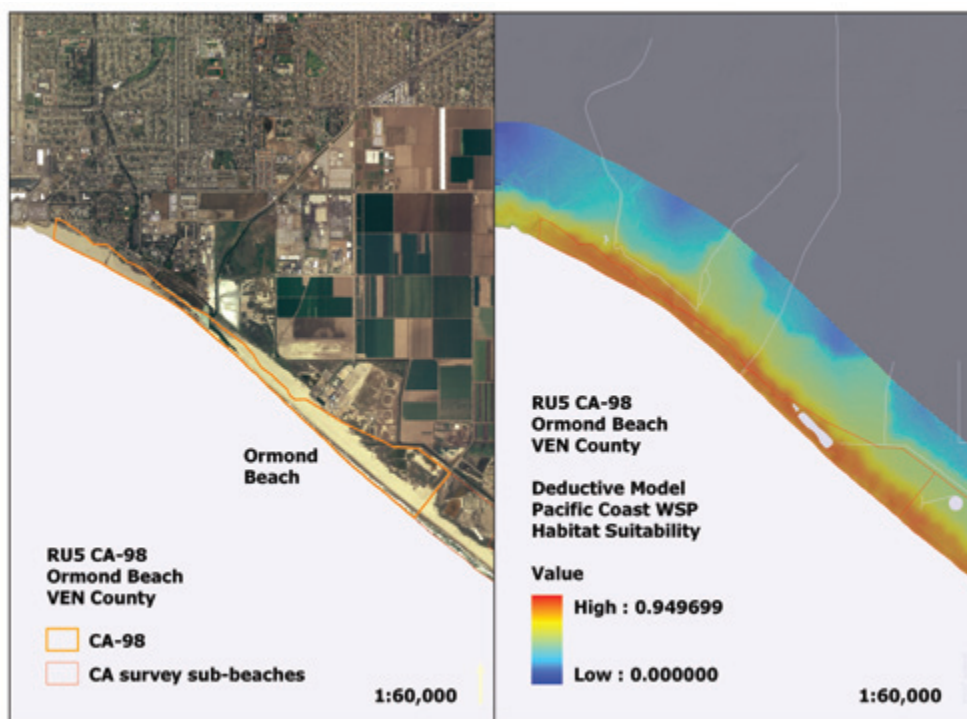 Ormond
Beach
RU5 CA-98
Ormond Beach
VEN County
CA-98
CA survey sub-beaches
1:60,000
RU5 CA-98
Ormond Beach
VEN County
Deductive Model
Pacific Coast WSP
Habitat Suitability
Value
High : 0.949699
Low : 0.000000
1:60,000